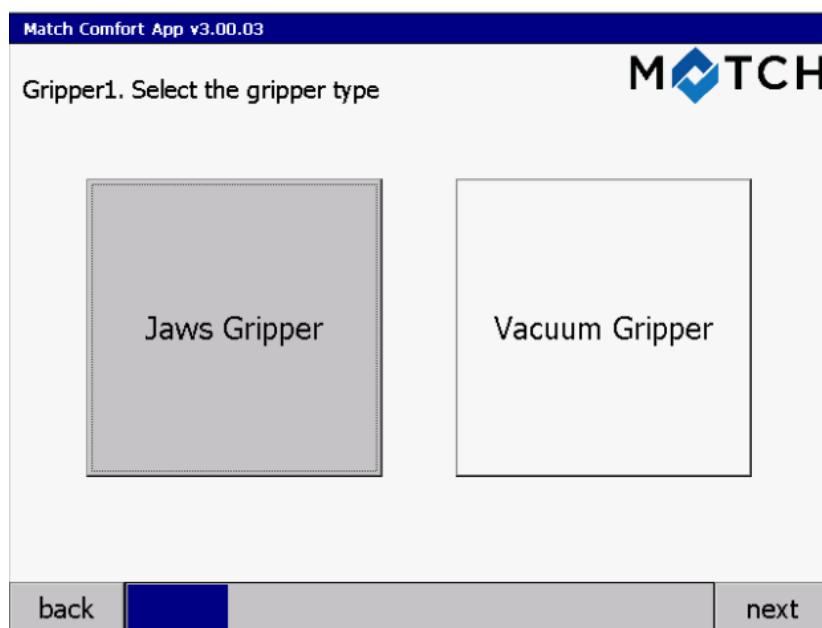 Match Comfort App v3.00.03
MATCH
Gripper1. Select the gripper type
Jaws Gripper
Vacuum Gripper
back
next